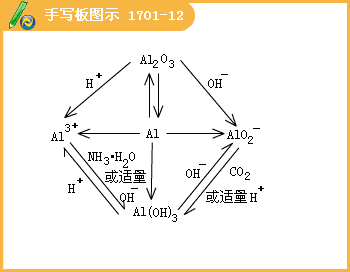 手写板图示 1701-12
Al₂O₃
H⁺ OH⁻
Al³⁺ Al AlO₂⁻
NH₃•H₂O
或适量
OH⁻
H⁺
OH⁻ CO₂
或适量H⁺
Al(OH)₃